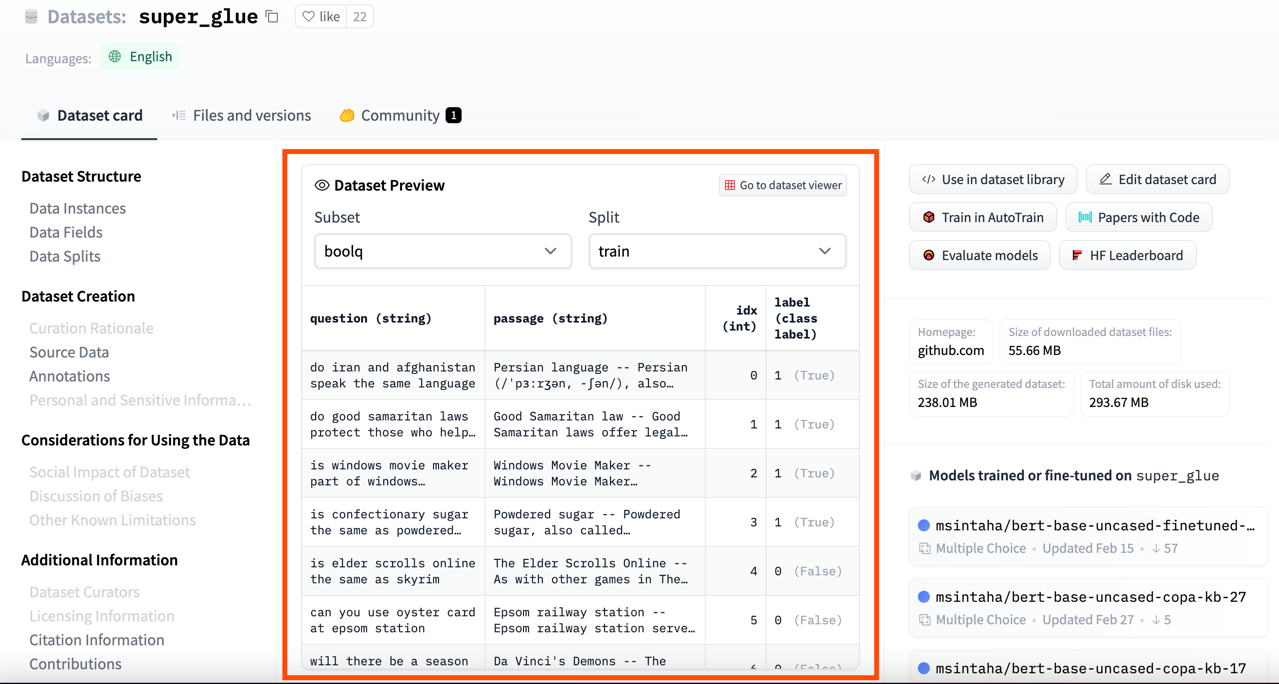 Datasets: super_glue like 22
Languages: English
Dataset card Files and versions Community 1
Dataset Structure
Data Instances
Data Fields
Data Splits
Dataset Creation
Curation Rationale
Source Data
Annotations
Personal and Sensitive Informa…
Considerations for Using the Data
Social Impact of Dataset
Discussion of Biases
Other Known Limitations
Additional Information
Dataset Curators
Licensing Information
Citation Information
Contributions
Dataset Preview Go to dataset viewer
Subset Split
boolq train
question (string) passage (string) idx (int) label (class label)
do iran and afghanistan Persian language -- Persian
speak the same language (/ˈpɜːrʒən, -ʃən/), also… 0 1 (True)
do good samaritan laws Good Samaritan law -- Good
protect those who help… Samaritan laws offer legal… 1 1 (True)
is windows movie maker Windows Movie Maker --
part of windows… Windows Movie Maker… 2 1 (True)
is confectionary sugar Powdered sugar -- Powdered
the same as powdered… sugar, also called… 3 1 (True)
is elder scrolls online The Elder Scrolls Online --
the same as skyrim As with other games in The… 4 0 (False)
can you use oyster card Epsom railway station --
at epsom station Epsom railway station serve… 5 0 (False)
will there be a season Da Vinci's Demons -- The 6 0 (False)
</> Use in dataset library Edit dataset card
Train in AutoTrain Papers with Code
Evaluate models HF Leaderboard
Homepage: Size of downloaded dataset files:
github.com 55.66 MB
Size of the generated dataset: Total amount of disk used:
238.01 MB 293.67 MB
Models trained or fine-tuned on super_glue
msintaha/bert-base-uncased-finetuned-…
Multiple Choice • Updated Feb 15 • ↓ 57
msintaha/bert-base-uncased-copa-kb-27
Multiple Choice • Updated Feb 27 • ↓ 5
msintaha/bert-base-uncased-copa-kb-17